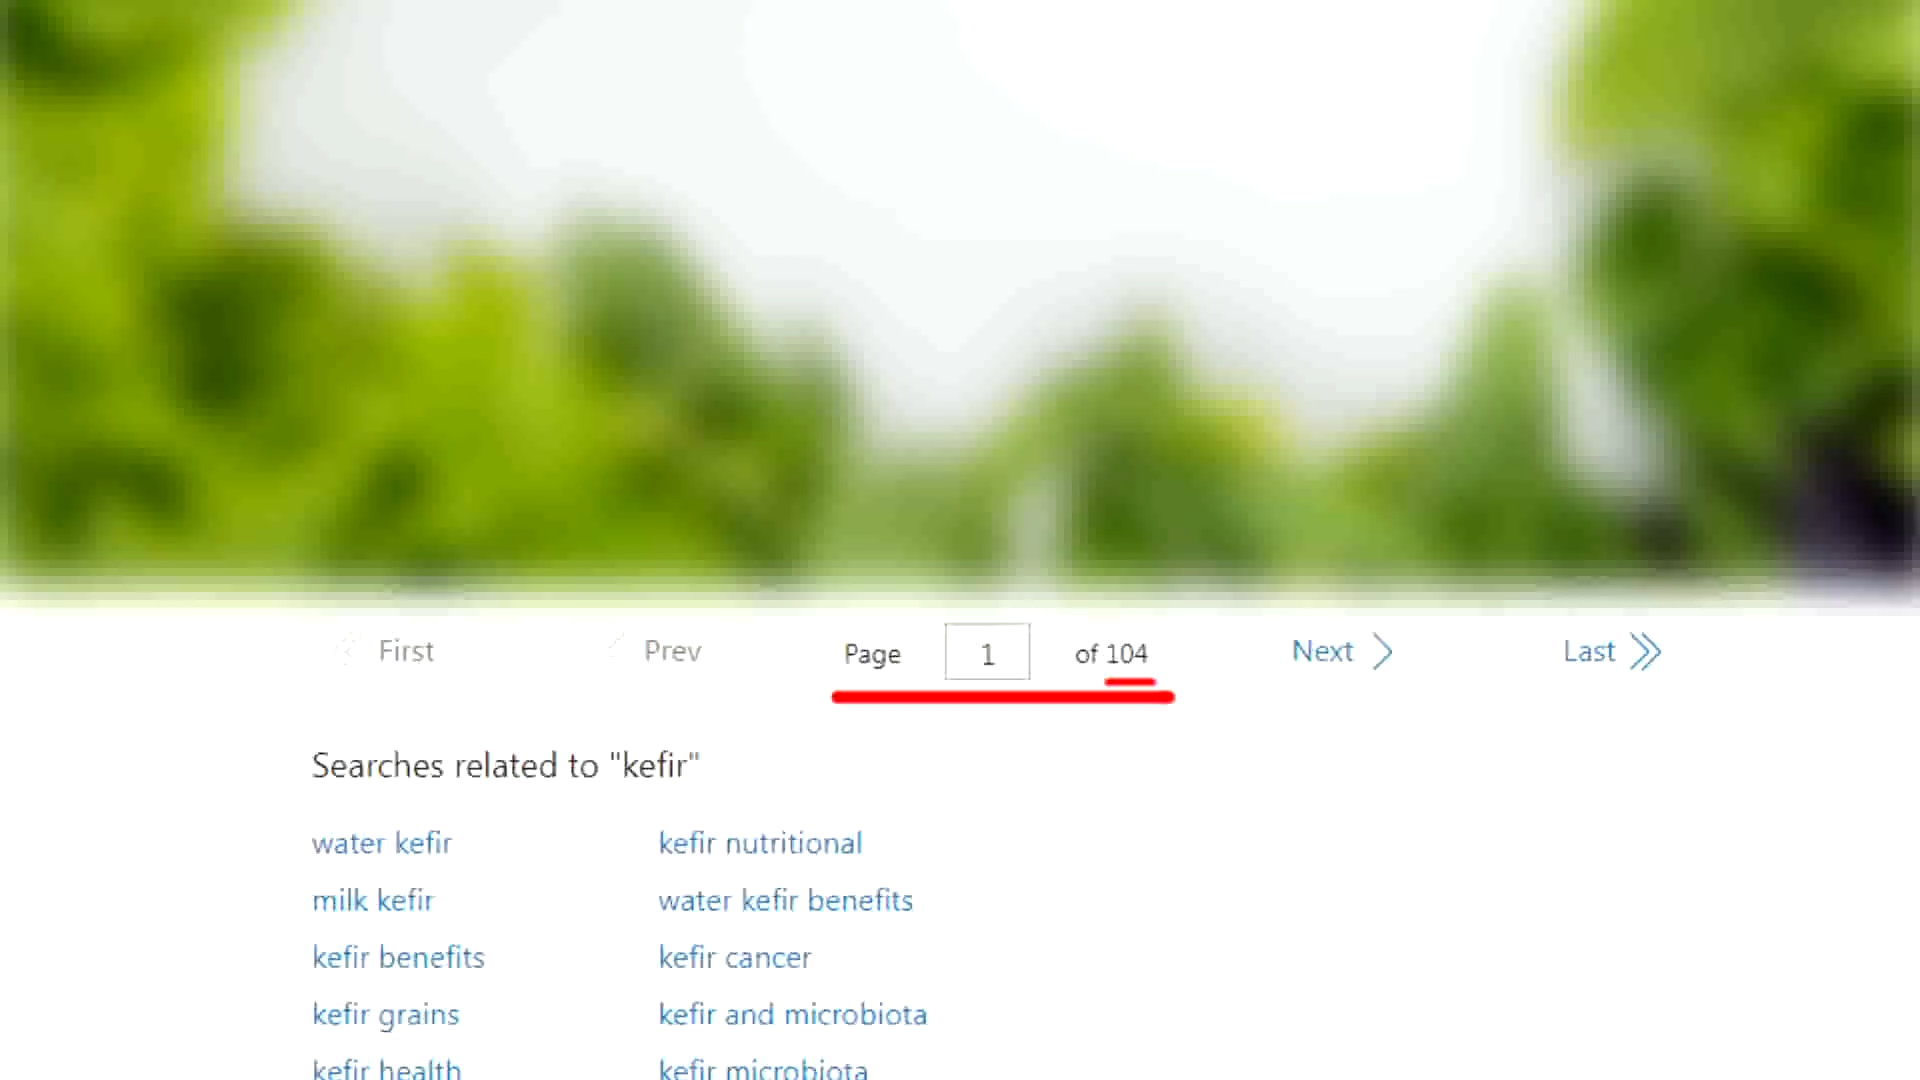 First Prev Page 1 of 104 Next Last
Searches related to "kefir"
water kefir kefir nutritional
milk kefir water kefir benefits
kefir benefits kefir cancer
kefir grains kefir and microbiota
kefir health kefir microbiota